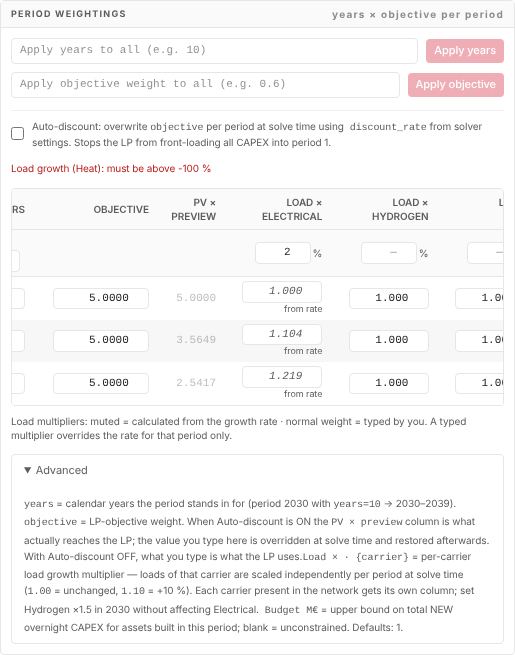 PERIOD WEIGHTINGS years × objective per period
Apply years to all (e.g. 10) Apply years
Apply objective weight to all (e.g. 0.6) Apply objective
Auto-discount: overwrite objective per period at solve time using discount_rate from solver
settings. Stops the LP from front-loading all CAPEX into period 1.
Load growth (Heat): must be above -100 %
RS OBJECTIVE PV × PREVIEW LOAD × ELECTRICAL LOAD × HYDROGEN L
2 % – %  –
5.0000 5.0000 1.000 from rate 1.000 1.00
5.0000 3.5649 1.104 from rate 1.000 1.00
5.0000 2.5417 1.219 from rate 1.000 1.00
Load multipliers: muted = calculated from the growth rate · normal weight = typed by you. A typed
multiplier overrides the rate for that period only.
▼ Advanced
years = calendar years the period stands in for (period 2030 with years=10 → 2030–2039).
objective = LP-objective weight. When Auto-discount is ON the PV × preview column is what
actually reaches the LP; the value you type here is overridden at solve time and restored afterwards.
With Auto-discount OFF, what you type is what the LP uses.Load × · {carrier} = per-carrier
load growth multiplier — loads of that carrier are scaled independently per period at solve time
(1.00 = unchanged, 1.10 = +10 %). Each carrier present in the network gets its own column; set
Hydrogen ×1.5 in 2030 without affecting Electrical. Budget M€ = upper bound on total NEW
overnight CAPEX for assets built in this period; blank = unconstrained. Defaults: 1.